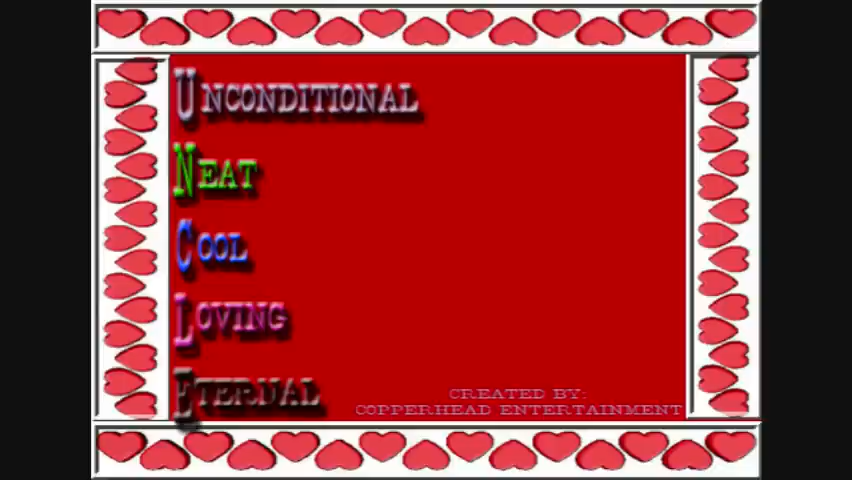 Unconditional
Neat
Cool
Loving
Eternal
Created by:
Copperhead Entertainment